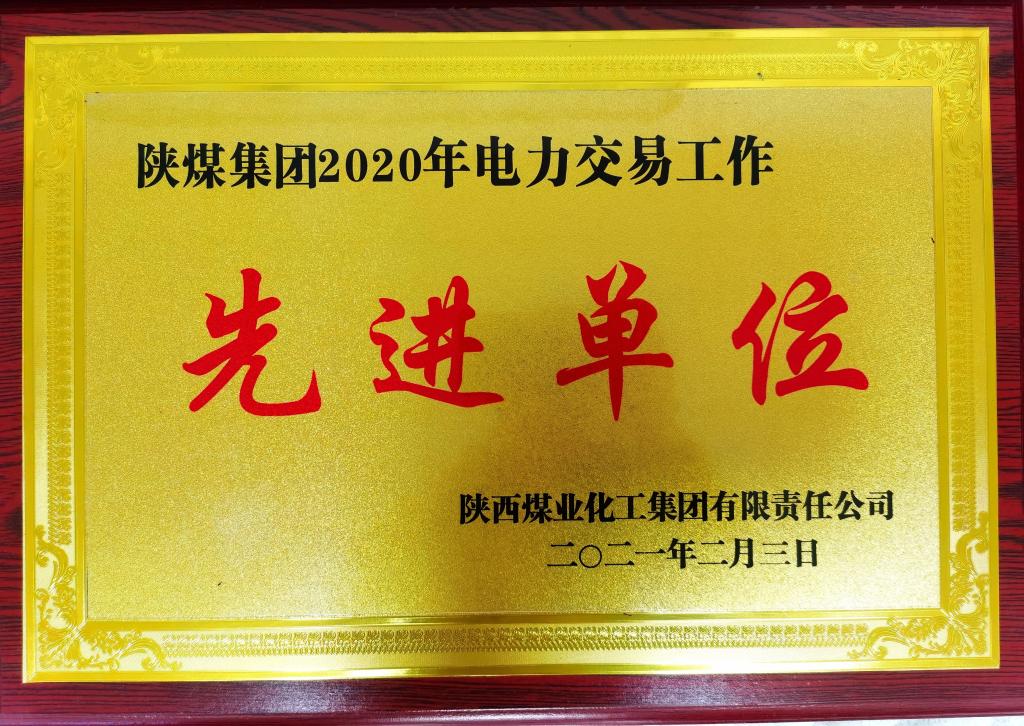 陕煤集团2020年电力交易工作
先进单位
陕西煤业化工集团有限责任公司
二〇二一年二月三日